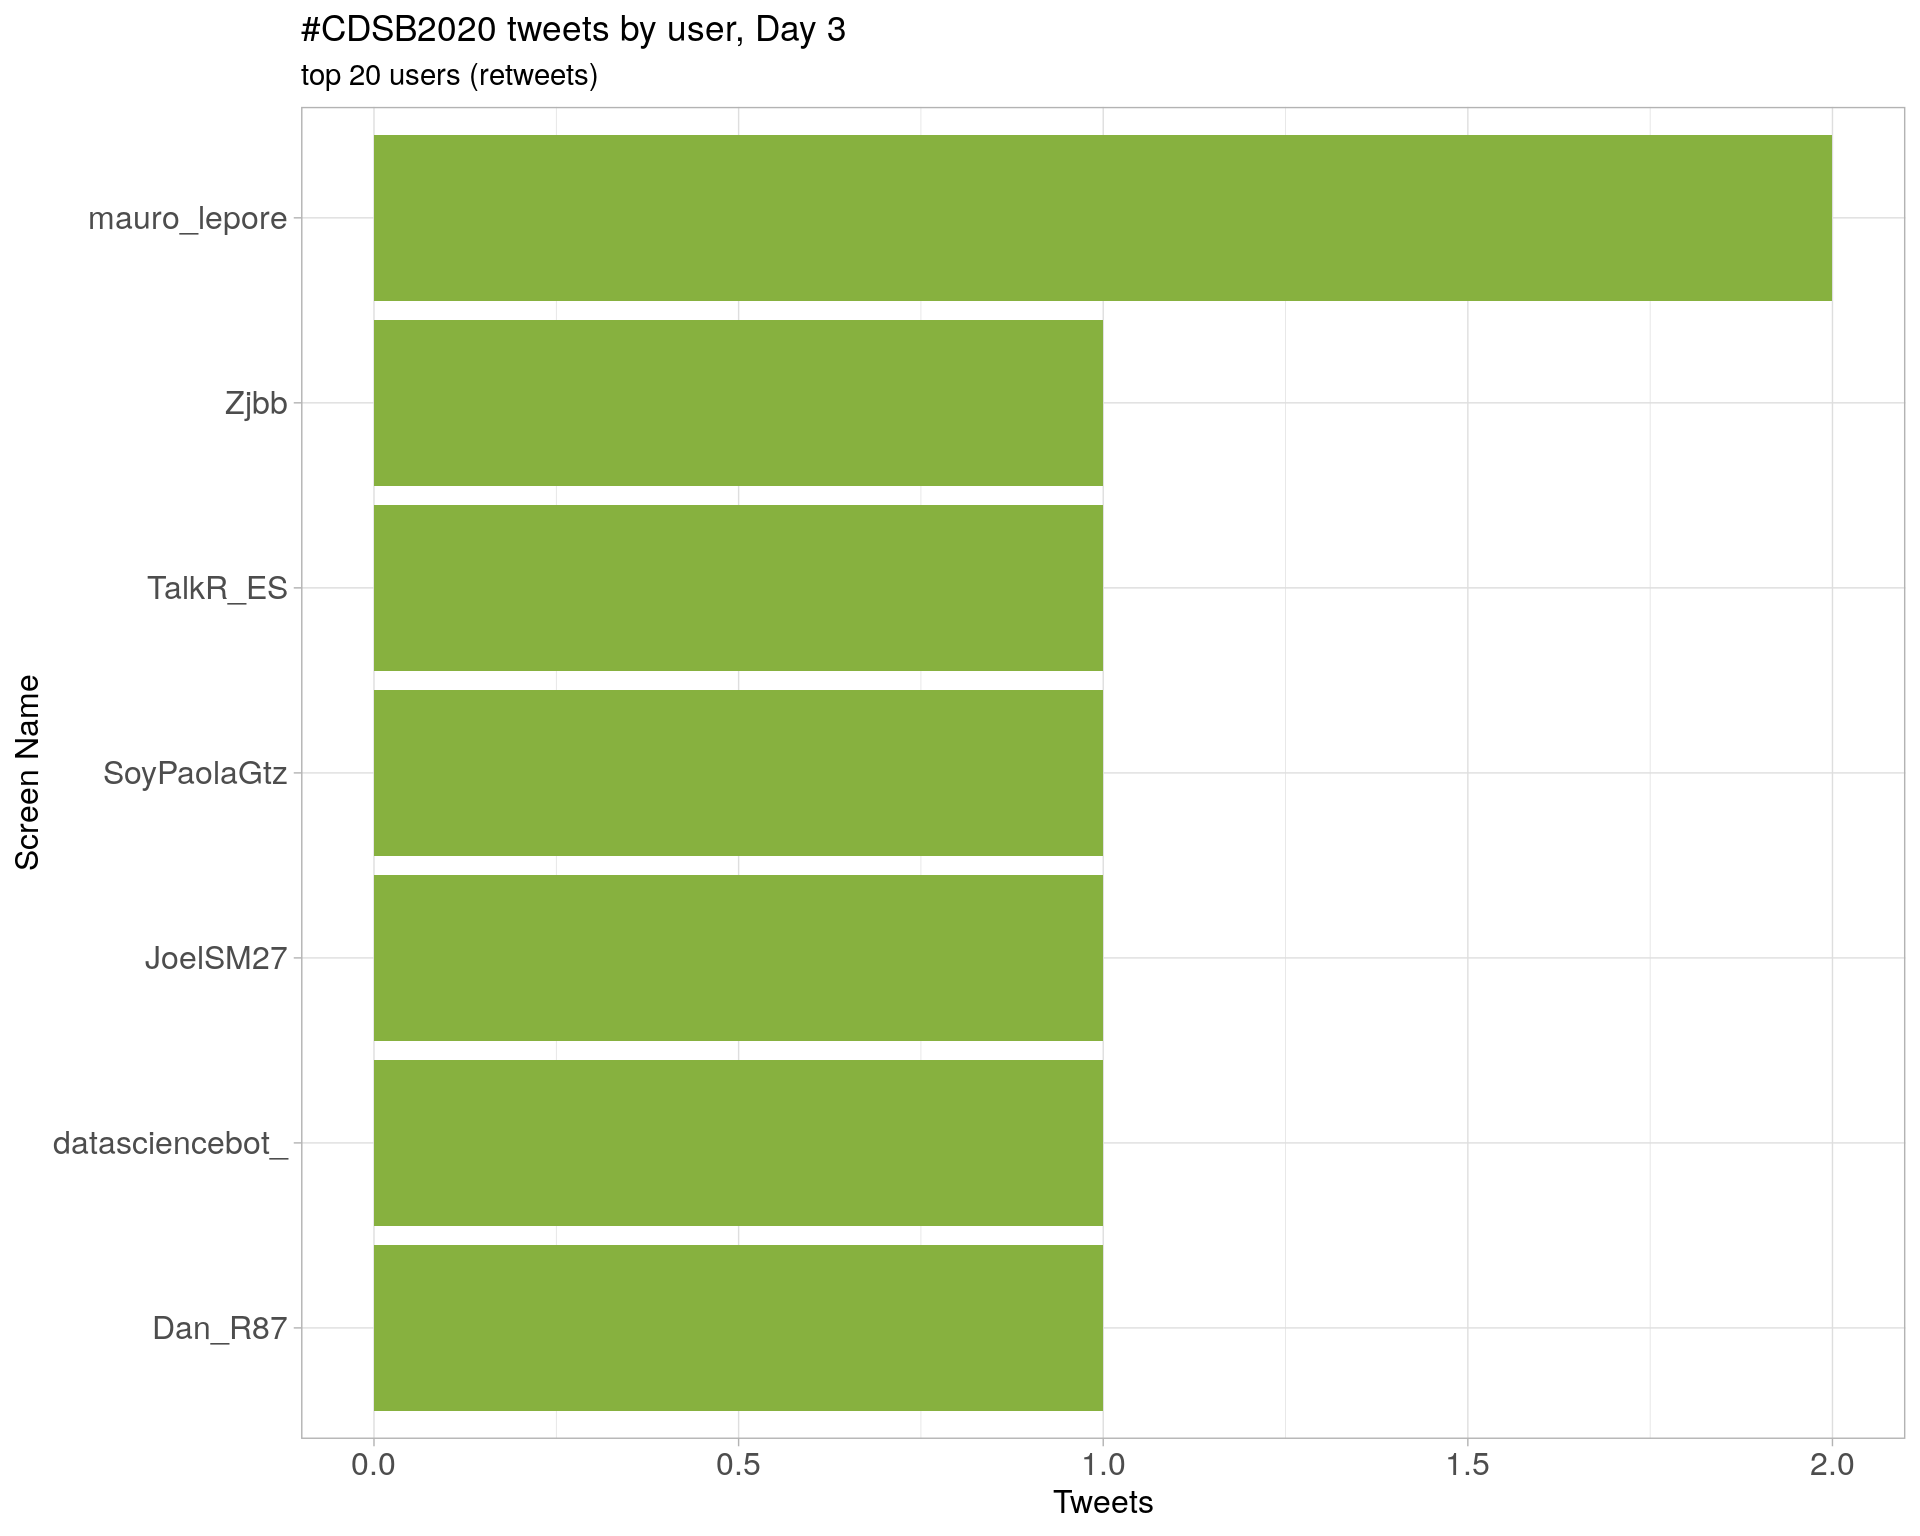 #CDSB2020 tweets by user, Day 3
top 20 users (retweets)
mauro_lepore
Zjbb
TalkR_ES
SoyPaolaGtz
JoelSM27
datasciencebot_
Dan_R87
Screen Name
0.0 0.5 1.0 1.5 2.0
Tweets